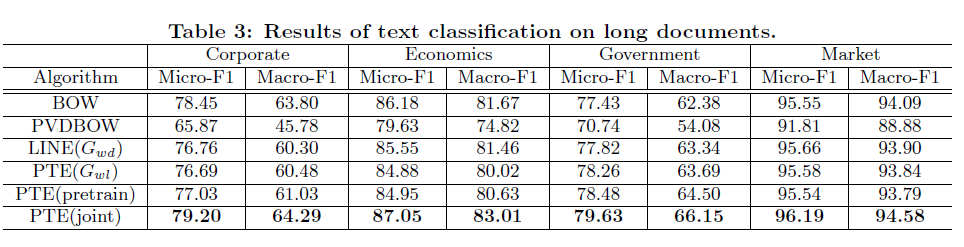 Table 3: Results of text classification on long documents.
Corporate Economics Government Market
Algorithm Micro-F1 Macro-F1 Micro-F1 Macro-F1 Micro-F1 Macro-F1 Micro-F1 Macro-F1
BOW 78.45 63.80 86.18 81.67 77.43 62.38 95.55 94.09
PVDBOW 65.87 45.78 79.63 74.82 70.74 54.08 91.81 88.88
LINE(Gwd) 76.76 60.30 85.55 81.46 77.82 63.34 95.66 93.90
PTE(Gwl) 76.69 60.48 84.88 80.02 78.26 63.69 95.58 93.84
PTE(pretrain) 77.03 61.03 84.95 80.63 78.48 64.50 95.54 93.79
PTE(joint) 79.20 64.29 87.05 83.01 79.63 66.15 96.19 94.58